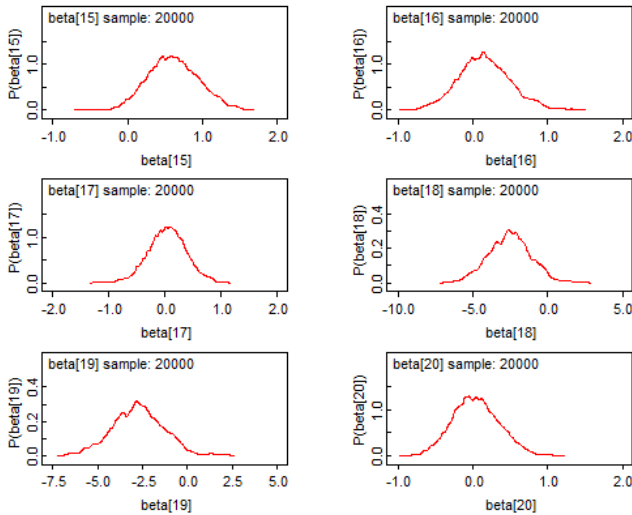 beta[15] sample: 20000
P(beta[15])
0.0 1.0
-1.0 0.0 1.0 2.0
beta[15]
beta[16] sample: 20000
P(beta[16])
0.0 1.0
-1.0 0.0 1.0 2.0
beta[16]
beta[17] sample: 20000
P(beta[17])
0.0 1.0
-2.0 -1.0 0.0 1.0 2.0
beta[17]
beta[18] sample: 20000
P(beta[18])
0.0 0.2 0.4
-10.0 -5.0 0.0 5.0
beta[18]
beta[19] sample: 20000
P(beta[19])
0.0 0.2 0.4
-7.5 -5.0 -2.5 0.0 2.5 5.0
beta[19]
beta[20] sample: 20000
P(beta[20])
0.0 1.0
-1.0 0.0 1.0 2.0
beta[20]